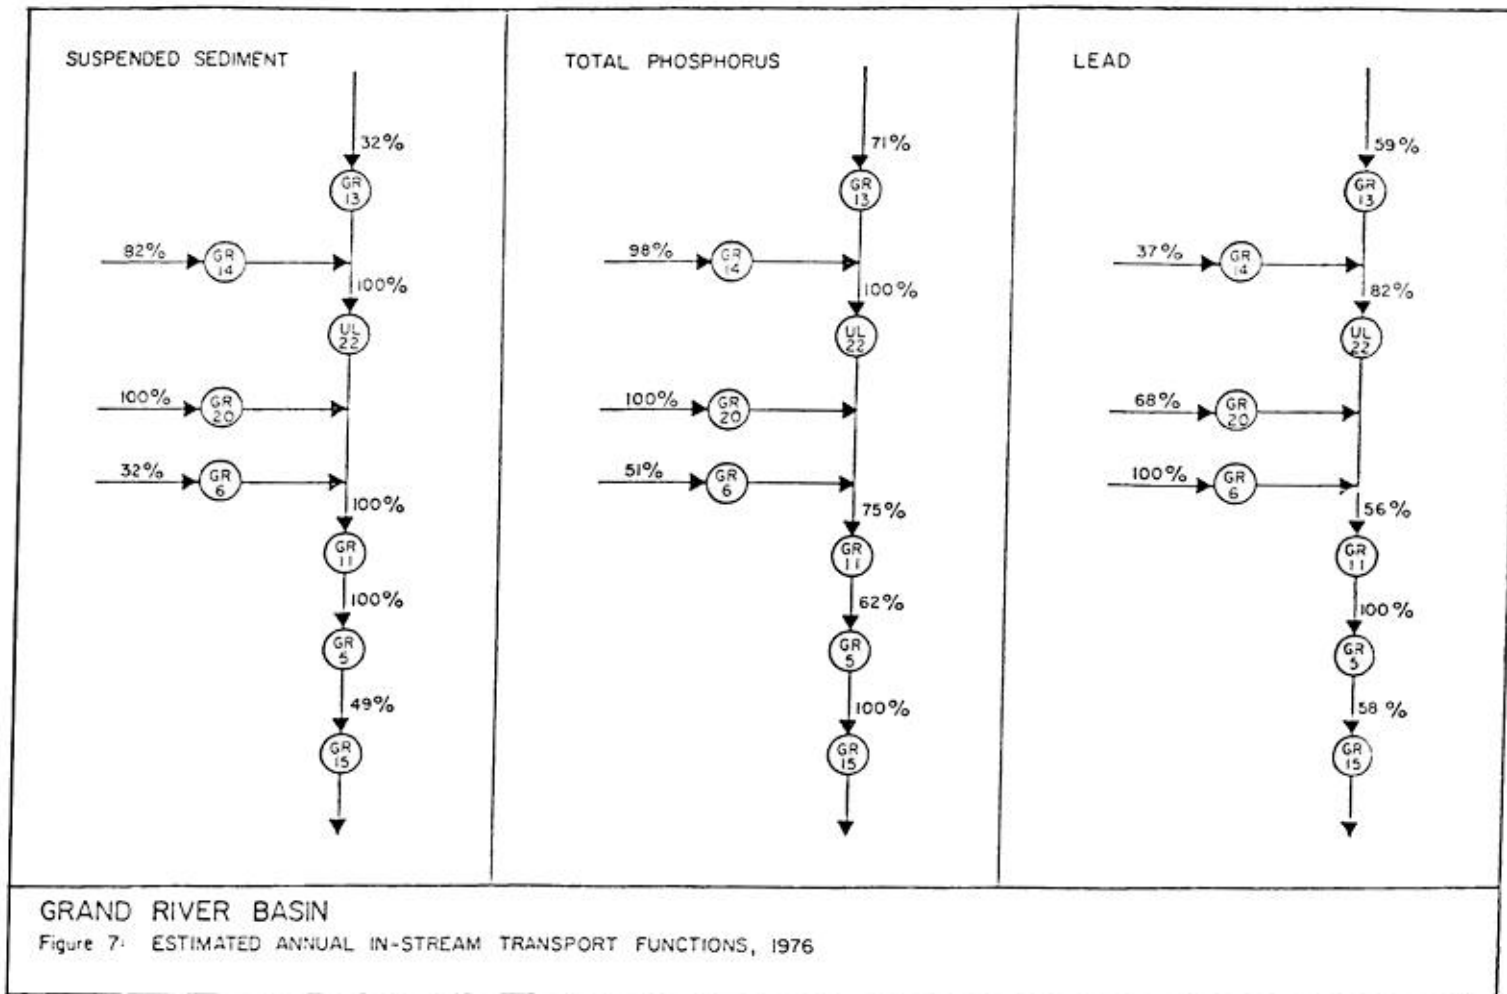 SUSPENDED SEDIMENT
32%
GR
13
82%
GR
14
100%
UL
22
100%
GR
20
32%
GR
6
100%
GR
11
100%
GR
5
49%
GR
15
TOTAL PHOSPHORUS
71%
GR
13
98%
GR
14
100%
UL
22
100%
GR
20
51%
GR
6
75%
GR
11
62%
GR
5
100%
GR
15
LEAD
59%
GR
13
37%
GR
14
82%
UL
22
68%
GR
20
100%
GR
6
56%
GR
11
100%
GR
5
58%
GR
15
GRAND RIVER BASIN
Figure 7: ESTIMATED ANNUAL IN-STREAM TRANSPORT FUNCTIONS, 1976